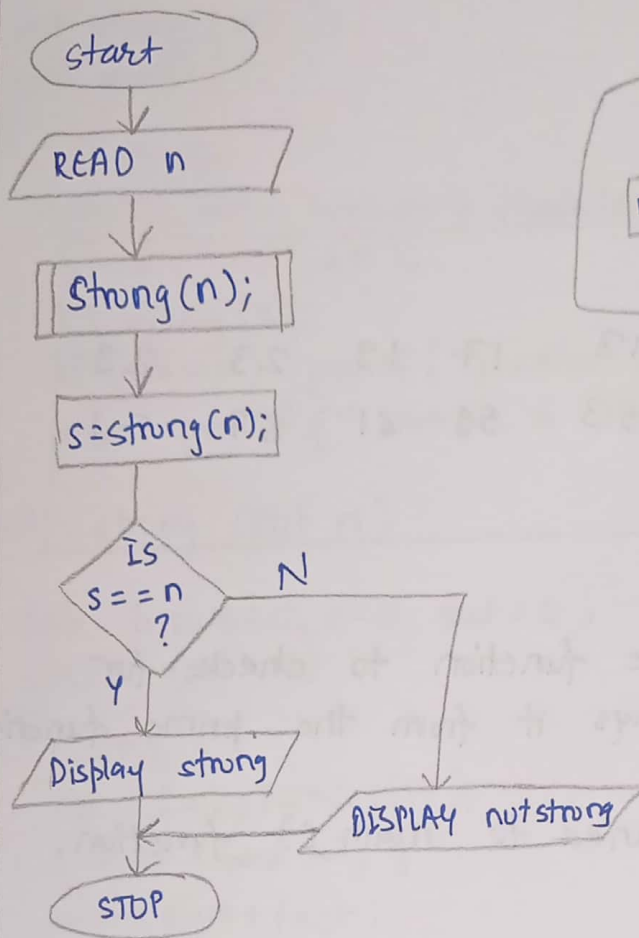 start
READ n
Strong(n);
s=strong(n);
Is
s==n
?
N
Y
Display strong
DISPLAY notstrong
STOP